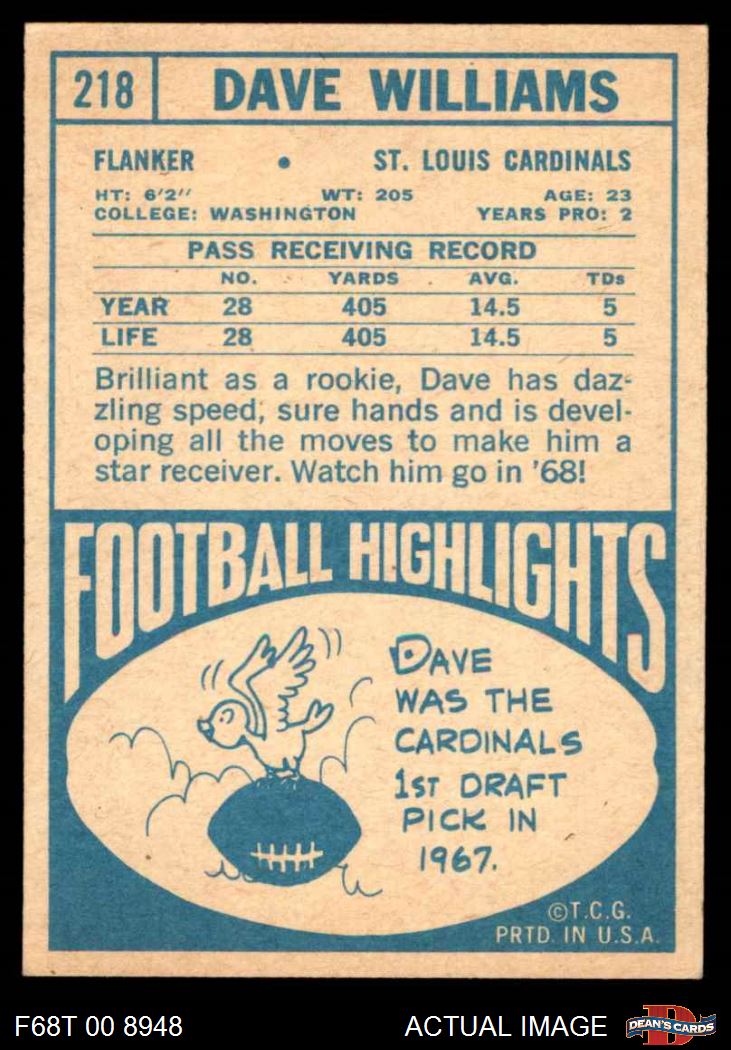 218 DAVE WILLIAMS
FLANKER • ST. LOUIS CARDINALS
HT: 6'2'' WT: 205 AGE: 23
COLLEGE: WASHINGTON YEARS PRO: 2
PASS RECEIVING RECORD
NO. YARDS AVG. TDs
YEAR 28 405 14.5 5
LIFE 28 405 14.5 5
Brilliant as a rookie, Dave has daz-
zling speed, sure hands and is devel-
oping all the moves to make him a
star receiver. Watch him go in '68!
FOOTBALL HIGHLIGHTS
DAVE
WAS THE
CARDINALS
1ST DRAFT
PICK IN
1967.
©T.C.G.
PRTD. IN U.S.A.
F68T 00 8948 ACTUAL IMAGE DEAN'S CARDS